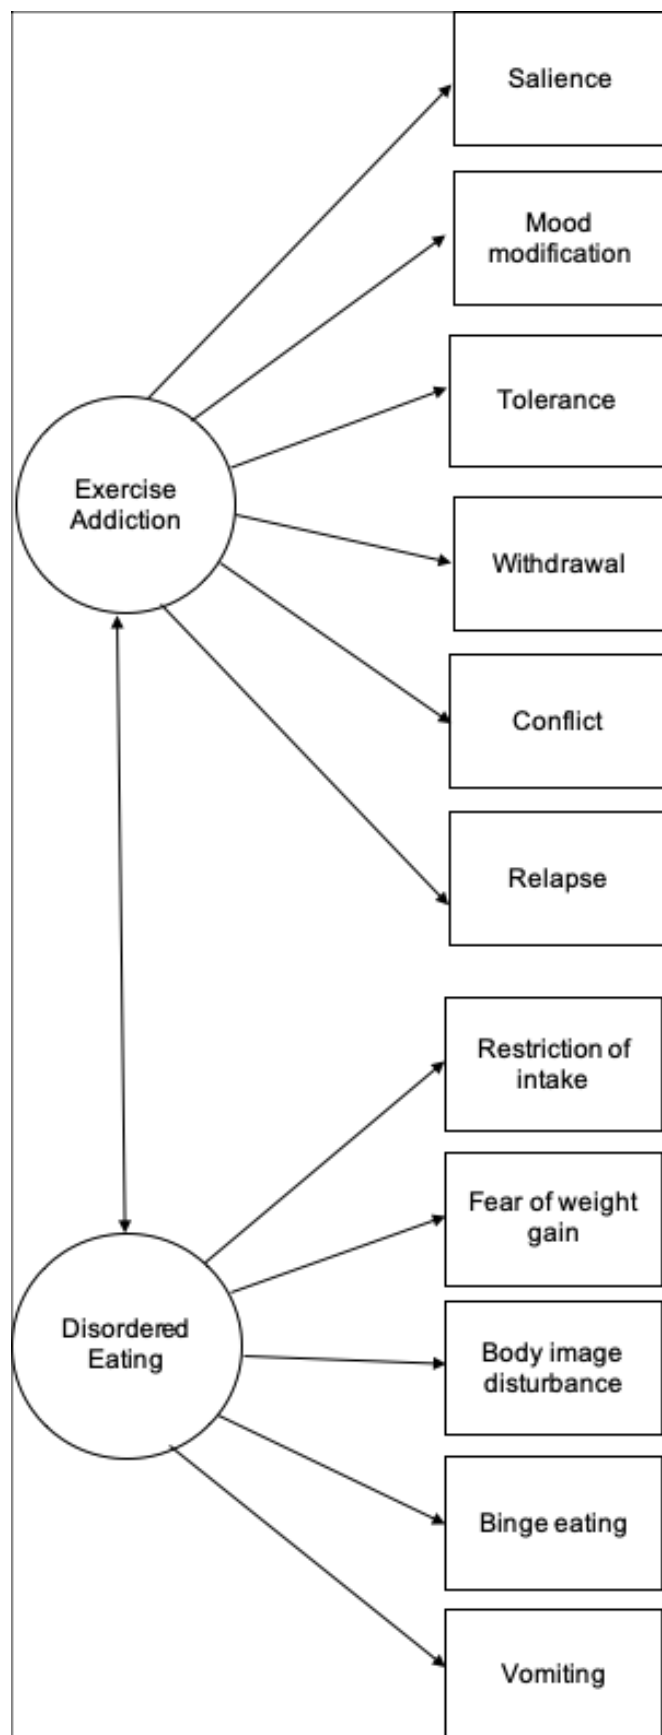 Salience
Mood
modification
Tolerance
Exercise
Addiction
Withdrawal
Conflict
Relapse
Restriction of
intake
Fear of weight
gain
Disordered
Eating
Body image
disturbance
Binge eating
Vomiting